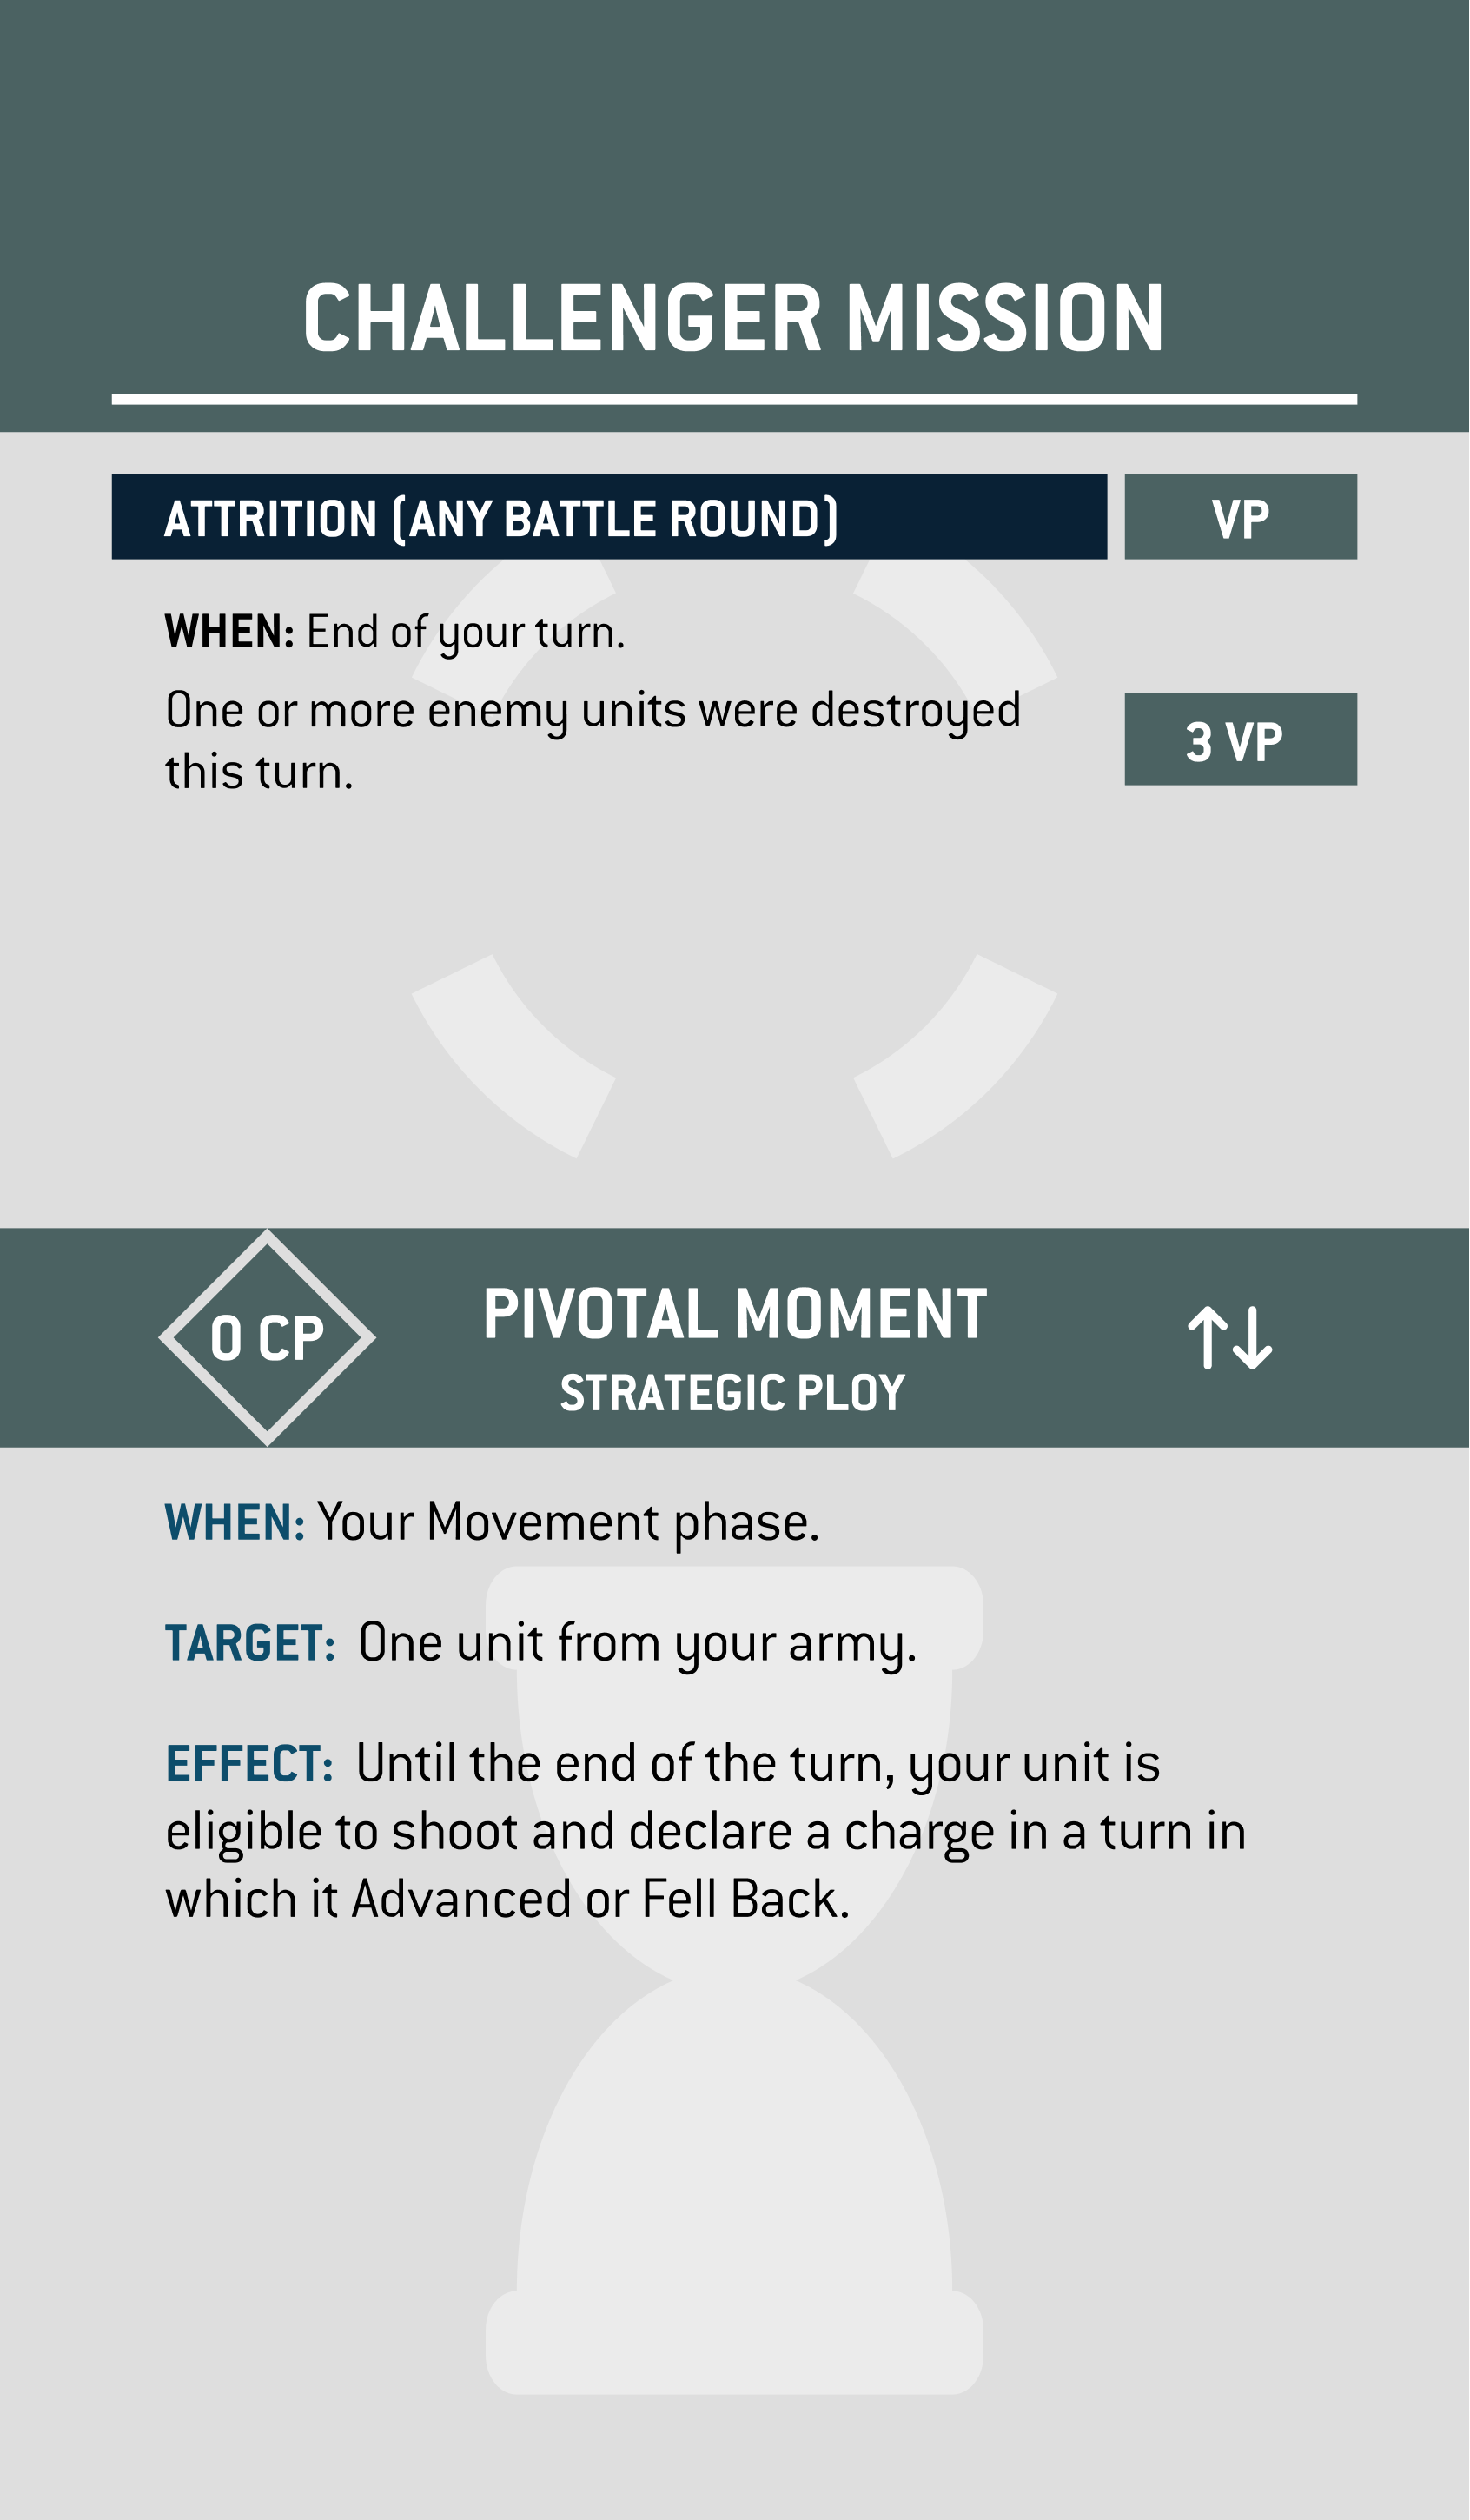 CHALLENGER MISSION
ATTRITION (ANY BATTLE ROUND)
VP
WHEN: End of your turn.
One or more enemy units were destroyed
this turn.
3 VP
0 CP
PIVOTAL MOMENT
STRATEGIC PLOY
WHEN: Your Movement phase.
TARGET: One unit from your army.
EFFECT: Until the end of the turn, your unit is
eligible to shoot and declare a charge in a turn in
which it Advanced or Fell Back.